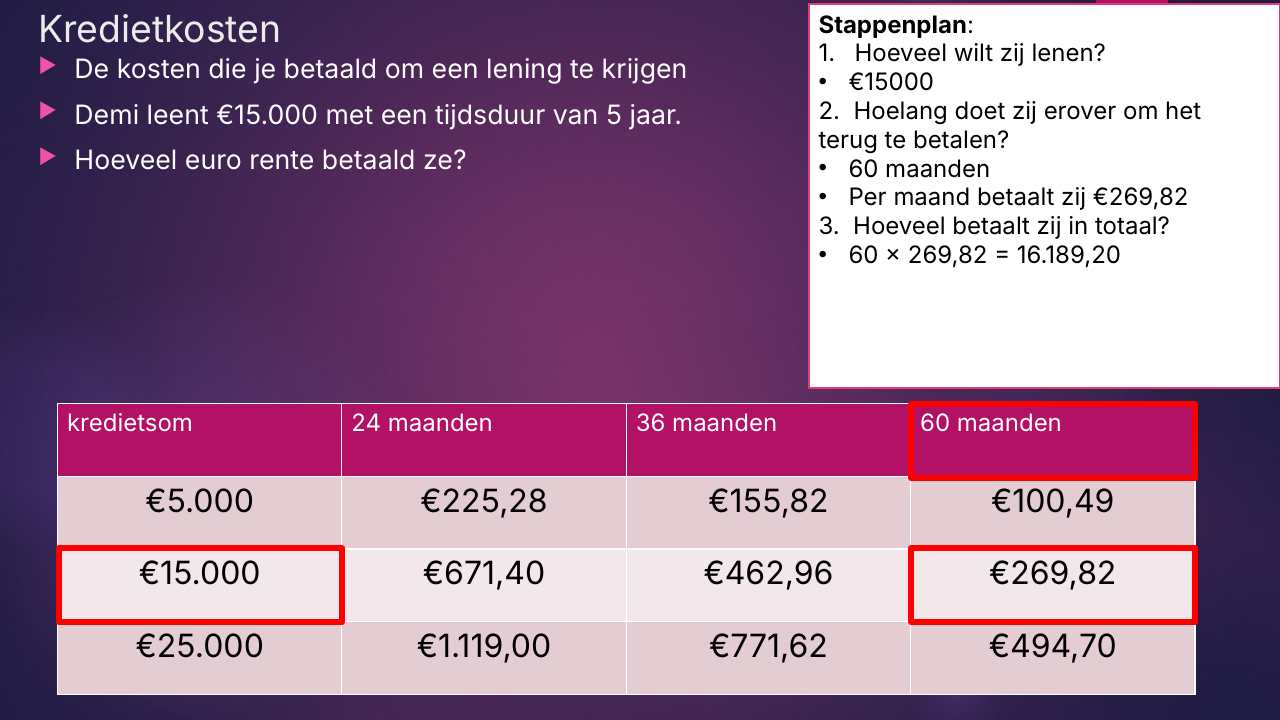 Kredietkosten
De kosten die je betaald om een lening te krijgen
Demi leent €15.000 met een tijdsduur van 5 jaar.
Hoeveel euro rente betaald ze?
Stappenplan:
1. Hoeveel wilt zij lenen?
• €15000
2. Hoelang doet zij erover om het
terug te betalen?
• 60 maanden
• Per maand betaalt zij €269,82
3. Hoeveel betaalt zij in totaal?
• 60 × 269,82 = 16.189,20
kredietsom 24 maanden 36 maanden 60 maanden
€5.000 €225,28 €155,82 €100,49
€15.000 €671,40 €462,96 €269,82
€25.000 €1.119,00 €771,62 €494,70